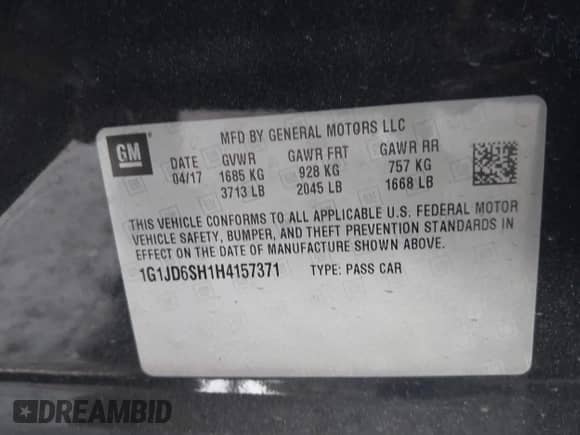 MFD BY GENERAL MOTORS LLC
GM
DATE GVWR GAWR FRT GAWR RR
04/17 1685 KG 928 KG 757 KG
3713 LB 2045 LB 1668 LB
THIS VEHICLE CONFORMS TO ALL APPLICABLE U.S. FEDERAL MOTOR
VEHICLE SAFETY, BUMPER, AND THEFT PREVENTION STANDARDS IN
EFFECT ON THE DATE OF MANUFACTURE SHOWN ABOVE.
1G1JD6SH1H4157371 TYPE: PASS CAR
DREAMBID